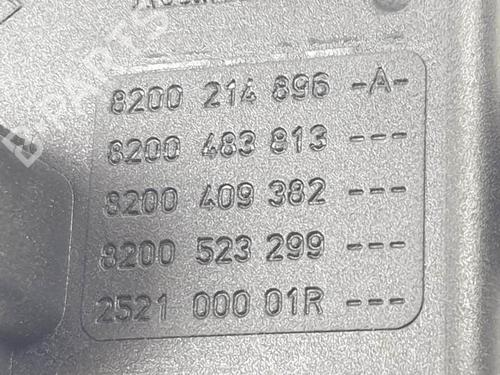 8200 214 896 -A-
8200 483 813 ---
8200 409 382 ---
8200 523 299 ---
2521 000 01R ---